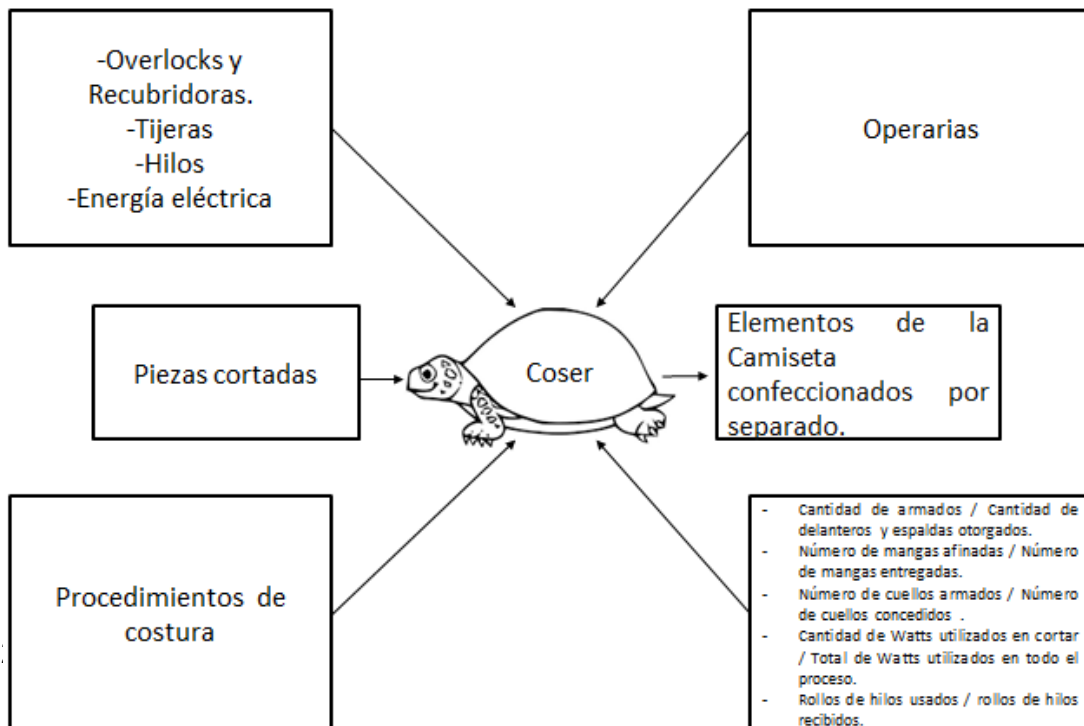 -Overlocks y
Recubridoras.
-Tijeras
-Hilos
-Energía eléctrica
Operarias
Piezas cortadas
Coser
Elementos de la
Camiseta
confeccionados por
separado.
Procedimientos de
costura
- Cantidad de armados / Cantidad de
delanteros y espaldas otorgados.
- Número de mangas afinadas / Número
de mangas entregadas.
- Número de cuellos armados / Número
de cuellos concedidos .
- Cantidad de Watts utilizados en cortar
/ Total de Watts utilizados en todo el
proceso.
- Rollos de hilos usados / rollos de hilos
recibidos.